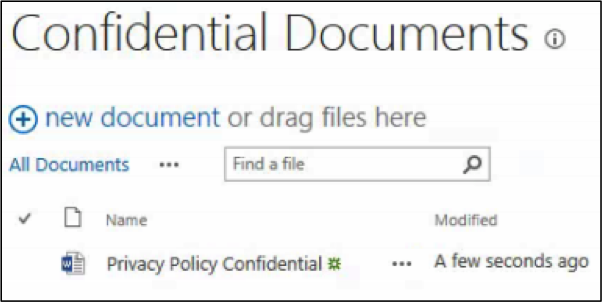 Confidential Documents
new document or drag files here
All Documents ... Find a file
Name Modified
Privacy Policy Confidential ... A few seconds ago